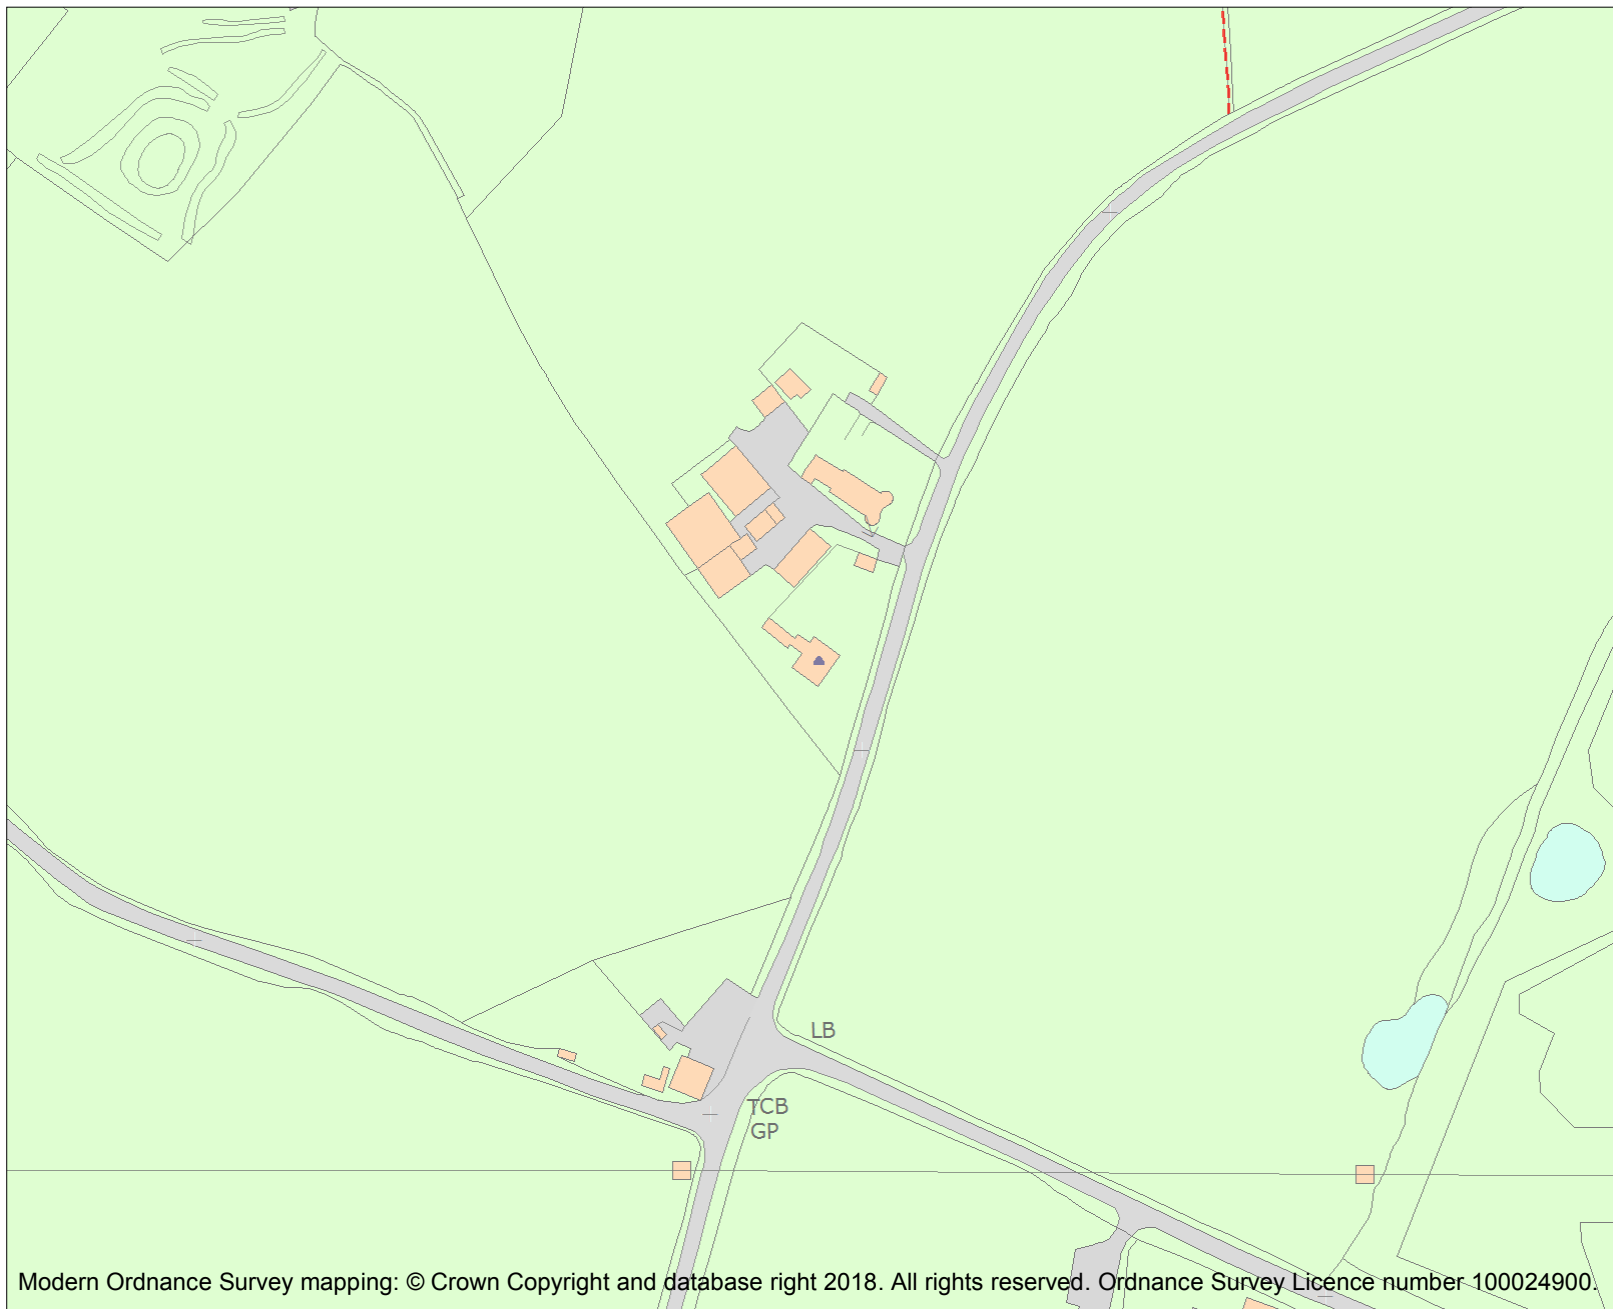 LB
TCB
GP
Modern Ordnance Survey mapping: © Crown Copyright and database right 2018. All rights reserved. Ordnance Survey Licence number 100024900.